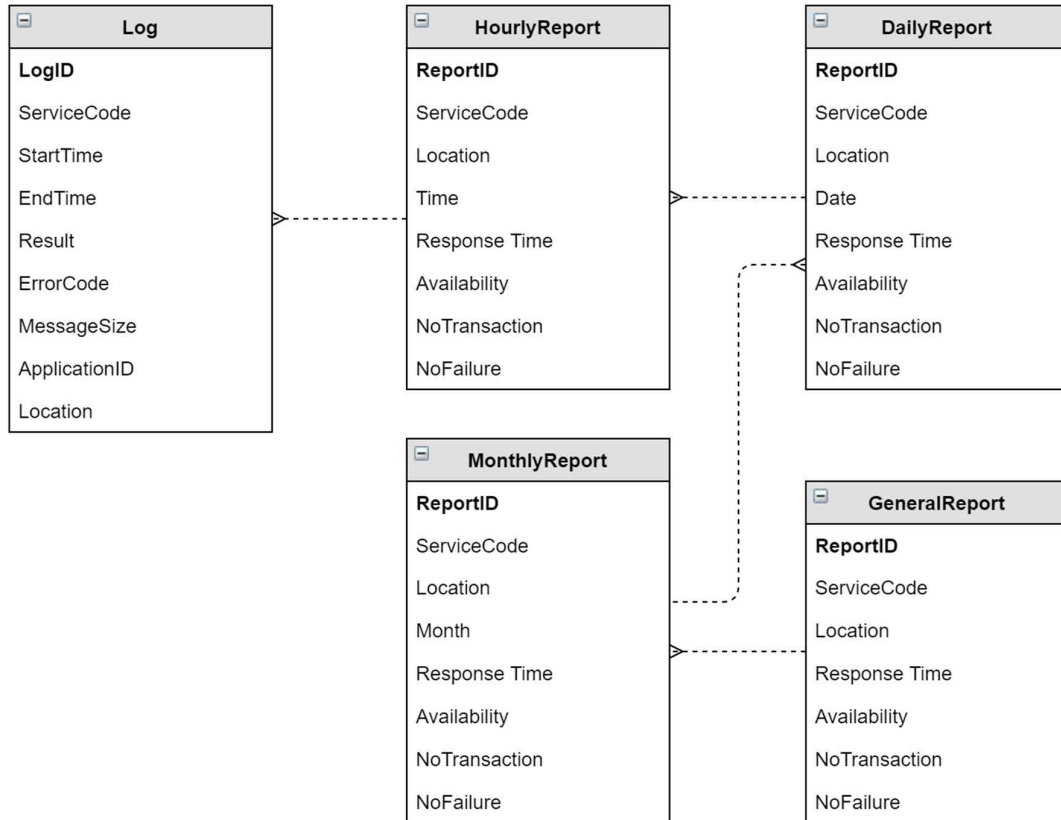 Log
LogID
ServiceCode
StartTime
EndTime
Result
ErrorCode
MessageSize
ApplicationID
Location
HourlyReport
ReportID
ServiceCode
Location
Time
Response Time
Availability
NoTransaction
NoFailure
DailyReport
ReportID
ServiceCode
Location
Date
Response Time
Availability
NoTransaction
NoFailure
MonthlyReport
ReportID
ServiceCode
Location
Month
Response Time
Availability
NoTransaction
NoFailure
GeneralReport
ReportID
ServiceCode
Location
Response Time
Availability
NoTransaction
NoFailure